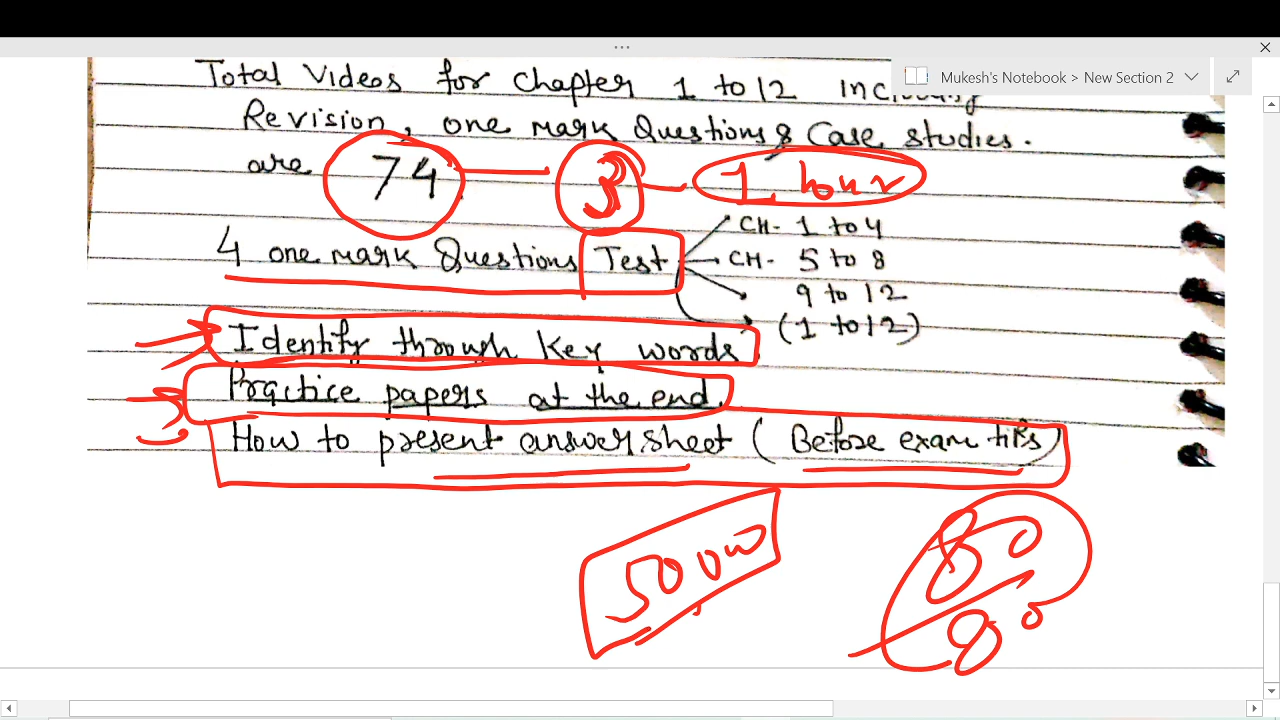 Mukesh's Notebook > New Section 2
Total Videos for Chapter 1 to 12 Including
Revision, one mark Questions & Case studies.
are 74 3 1 hour
4 one mark Questions Test
CH- 1 to 4
CH- 5 to 8
9 to 12
(1 to 12)
Identify through Key words
Practice papers at the end.
How to present answer sheet (Before exam tips)
50,000
80
80